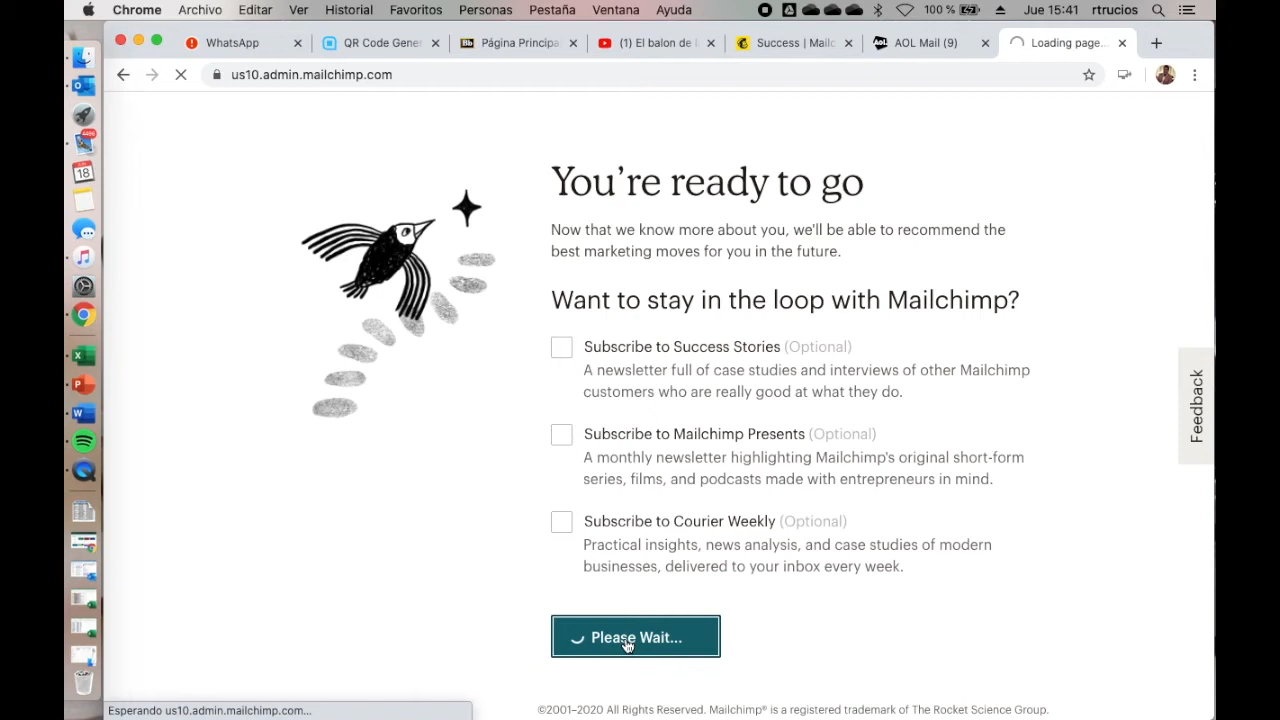 Chrome Archivo Editar Ver Historial Favoritos Personas Pestaña Ventana Ayuda 100 % Jue 15:41 rtrucios
WhatsApp QR Code Gene Página Principa (1) El balon de Success | Mailc AOL Mail (9) Loading page...
us10.admin.mailchimp.com
4496
JUN
18
You're ready to go
Now that we know more about you, we'll be able to recommend the
best marketing moves for you in the future.
Want to stay in the loop with Mailchimp?
Subscribe to Success Stories (Optional)
A newsletter full of case studies and interviews of other Mailchimp
customers who are really good at what they do.
Subscribe to Mailchimp Presents (Optional)
A monthly newsletter highlighting Mailchimp's original short-form
series, films, and podcasts made with entrepreneurs in mind.
Subscribe to Courier Weekly (Optional)
Practical insights, news analysis, and case studies of modern
businesses, delivered to your inbox every week.
Please Wait...
Feedback
Esperando us10.admin.mailchimp.com...
©2001–2020 All Rights Reserved. Mailchimp® is a registered trademark of The Rocket Science Group.